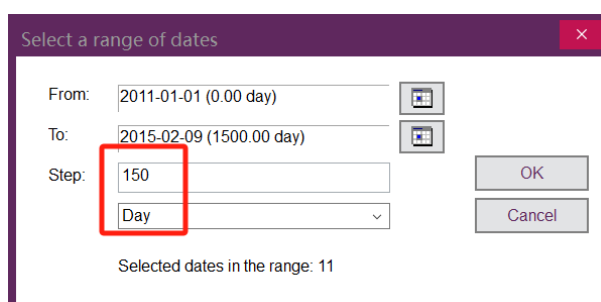 Select a range of dates
From: 2011-01-01 (0.00 day)
To: 2015-02-09 (1500.00 day)
Step: 150 OK
Day Cancel
Selected dates in the range: 11